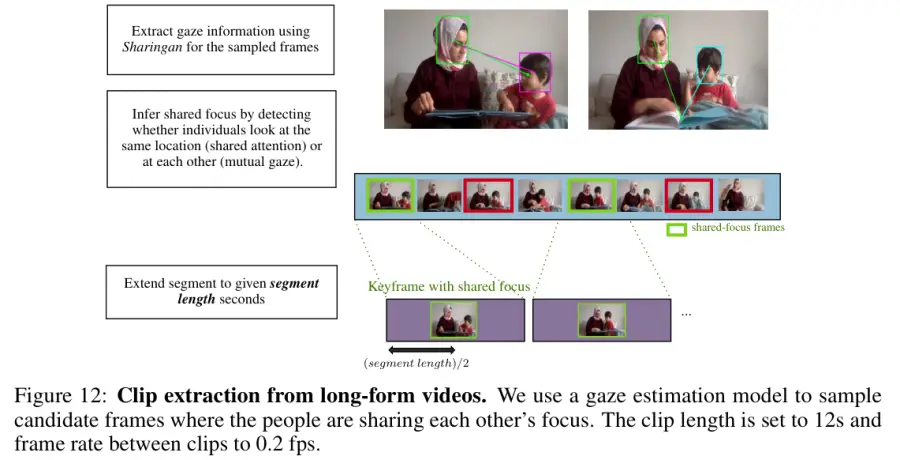 Extract gaze information using
Sharingan for the sampled frames
Infer shared focus by detecting
whether individuals look at the
same location (shared attention) or
at each other (mutual gaze).
shared-focus frames
Extend segment to given segment
length seconds
Keyframe with shared focus
...
(segment length)/2
Figure 12: Clip extraction from long-form videos. We use a gaze estimation model to sample
candidate frames where the people are sharing each other's focus. The clip length is set to 12s and
frame rate between clips to 0.2 fps.